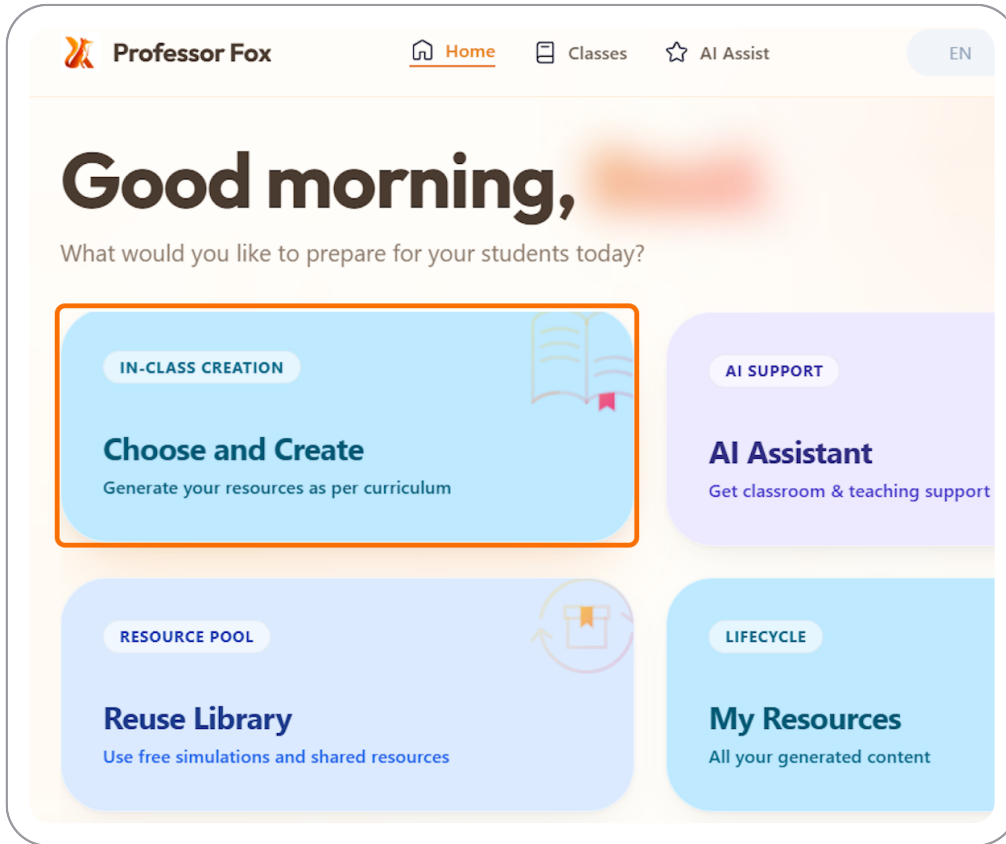 Professor Fox
Home
Classes
AI Assist
EN
Good morning,
What would you like to prepare for your students today?
IN-CLASS CREATION
Choose and Create
Generate your resources as per curriculum
AI SUPPORT
AI Assistant
Get classroom & teaching support
RESOURCE POOL
Reuse Library
Use free simulations and shared resources
LIFECYCLE
My Resources
All your generated content